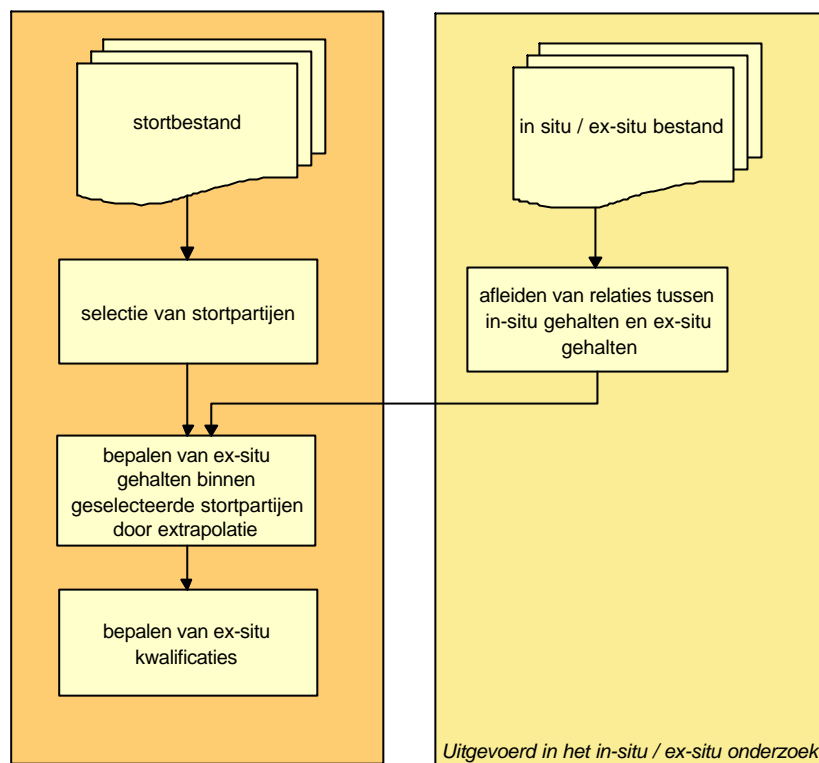 stortbestand
selectie van stortpartijen
bepalen van ex-situ
gehalten binnen
geselecteerde stortpartijen
door extrapolatie
bepalen van ex-situ
kwalificaties
in situ / ex-situ bestand
afleiden van relaties tussen
in-situ gehalten en ex-situ
gehalten
Uitgevoerd in het in-situ / ex-situ onderzoek